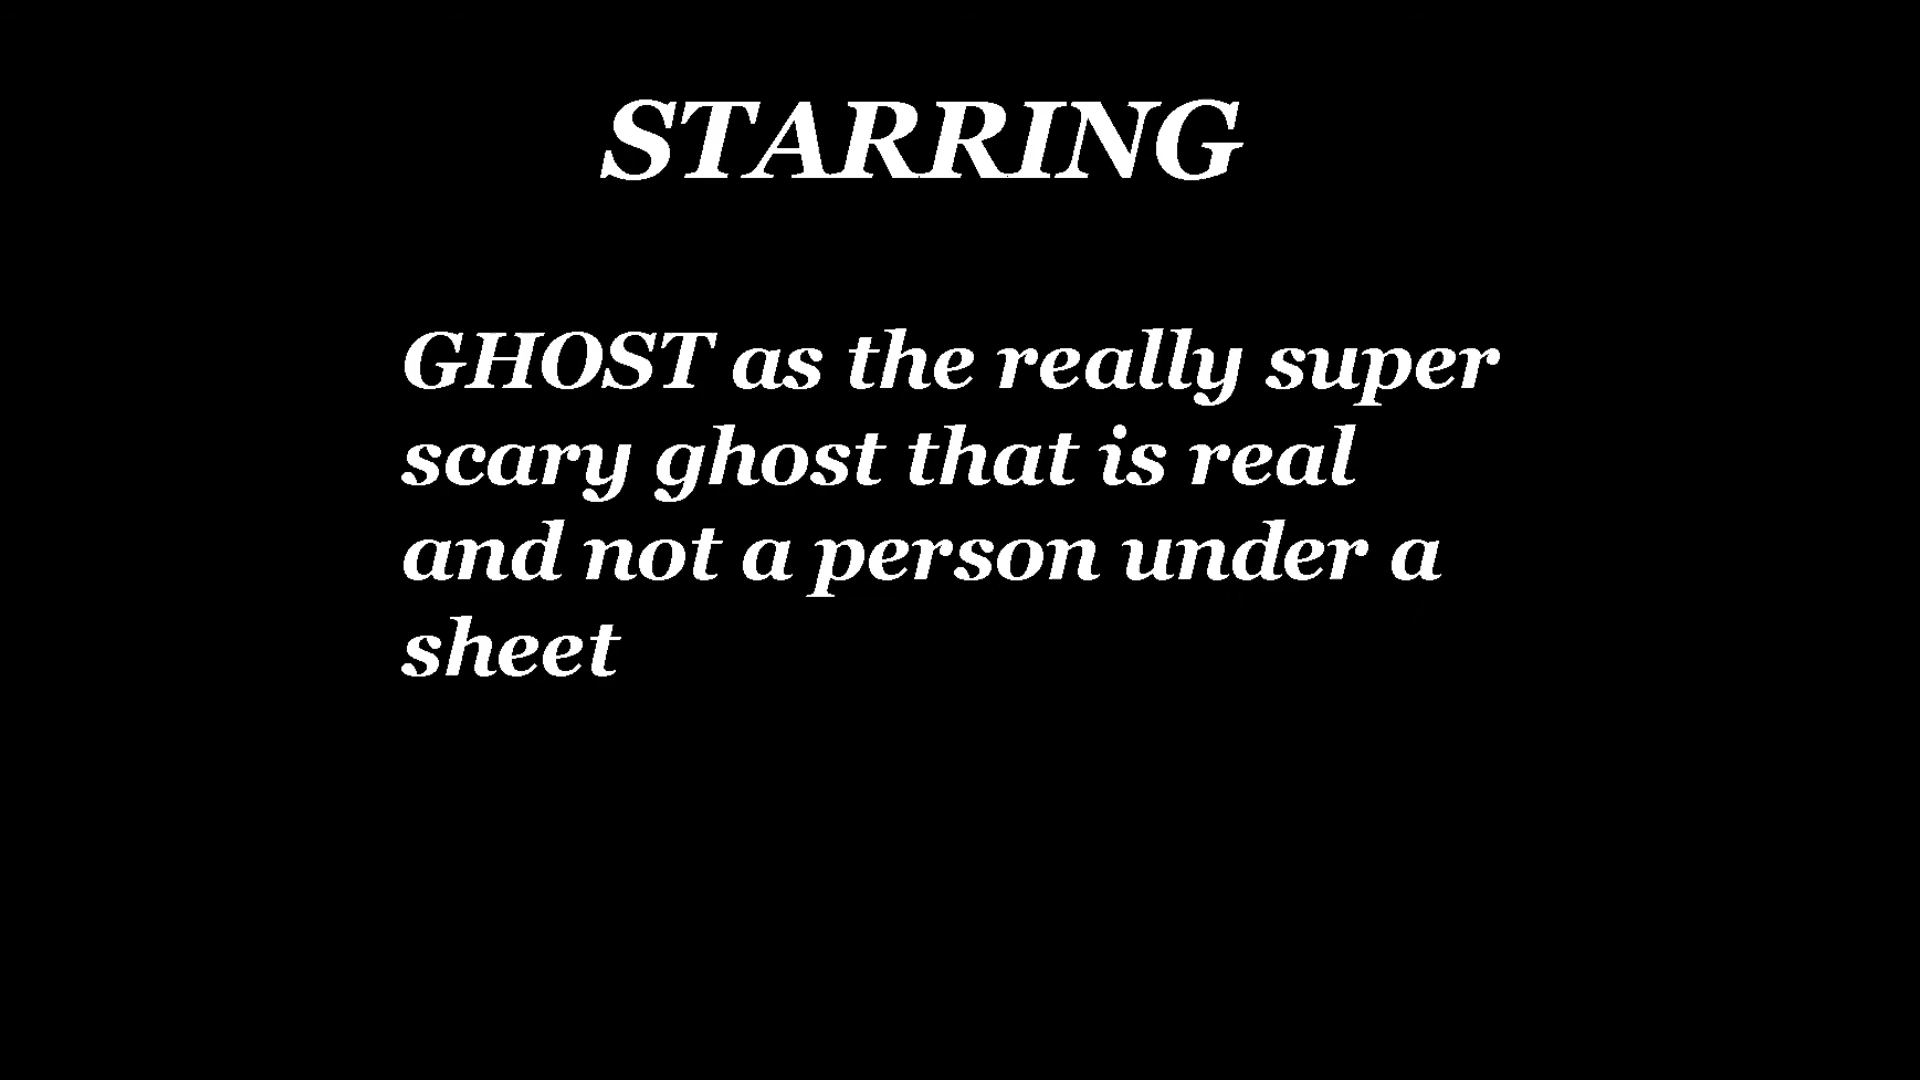 STARRING
GHOST as the really super
scary ghost that is real
and not a person under a
sheet